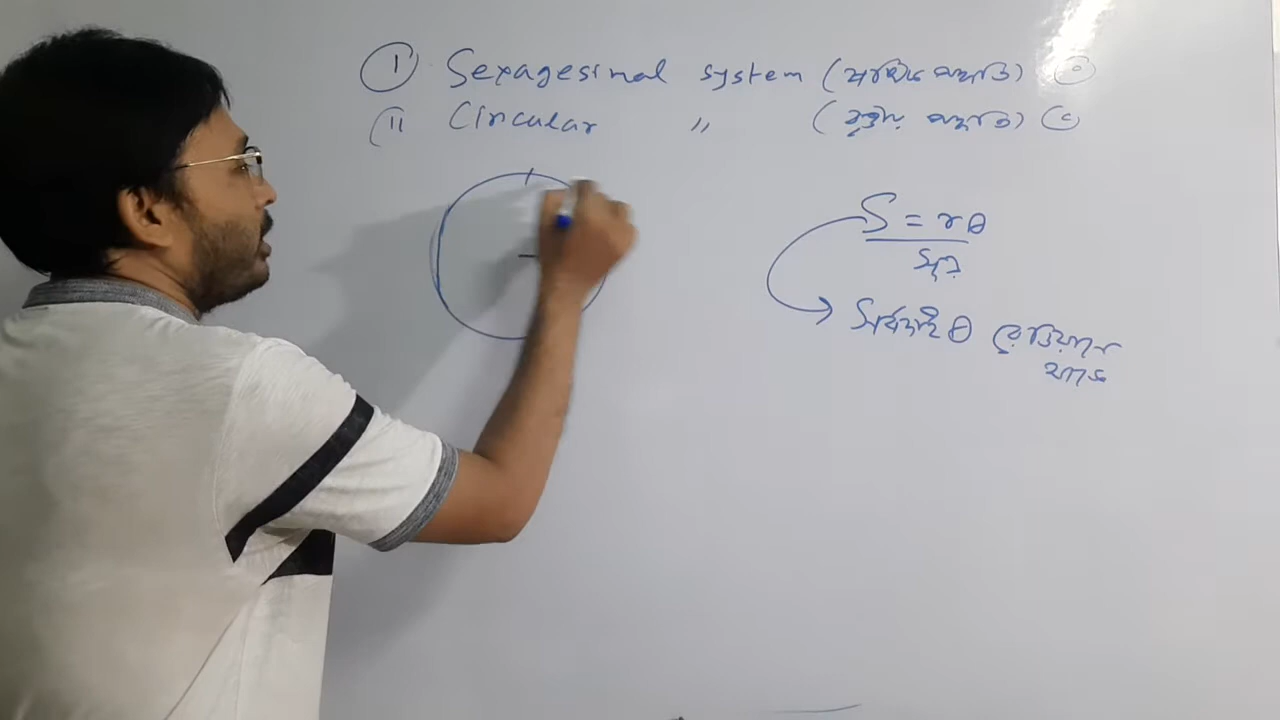 (I) Sexagesimal system (ষাটমূলক পদ্ধতি) (°)
(II) Circular " (বৃত্তীয় পদ্ধতি) (c)
S = rθ
সূত্র
সর্বদাই θ রেডিয়ান
থাকে